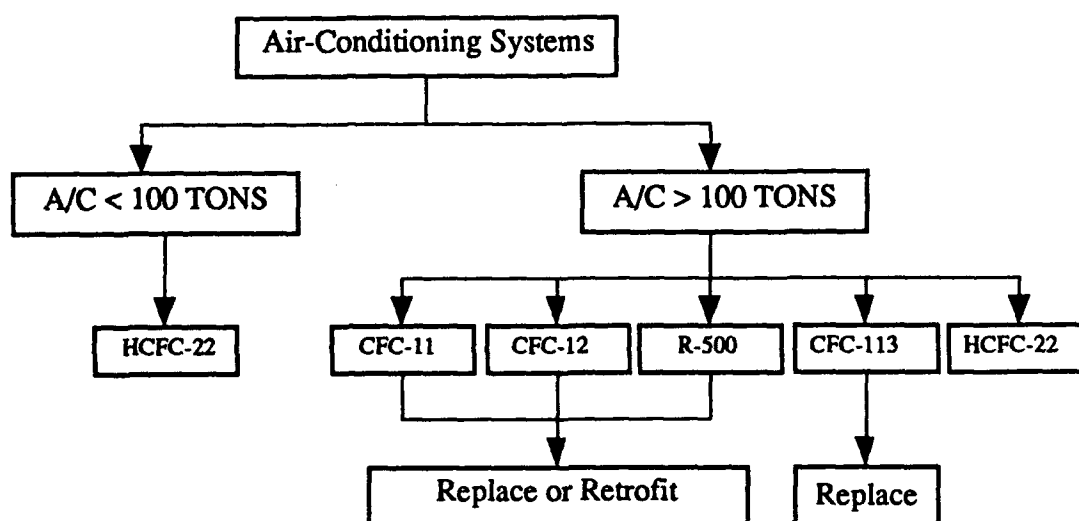 Air-Conditioning Systems
A/C < 100 TONS
A/C > 100 TONS
HCFC-22
CFC-11
CFC-12
R-500
CFC-113
HCFC-22
Replace or Retrofit
Replace